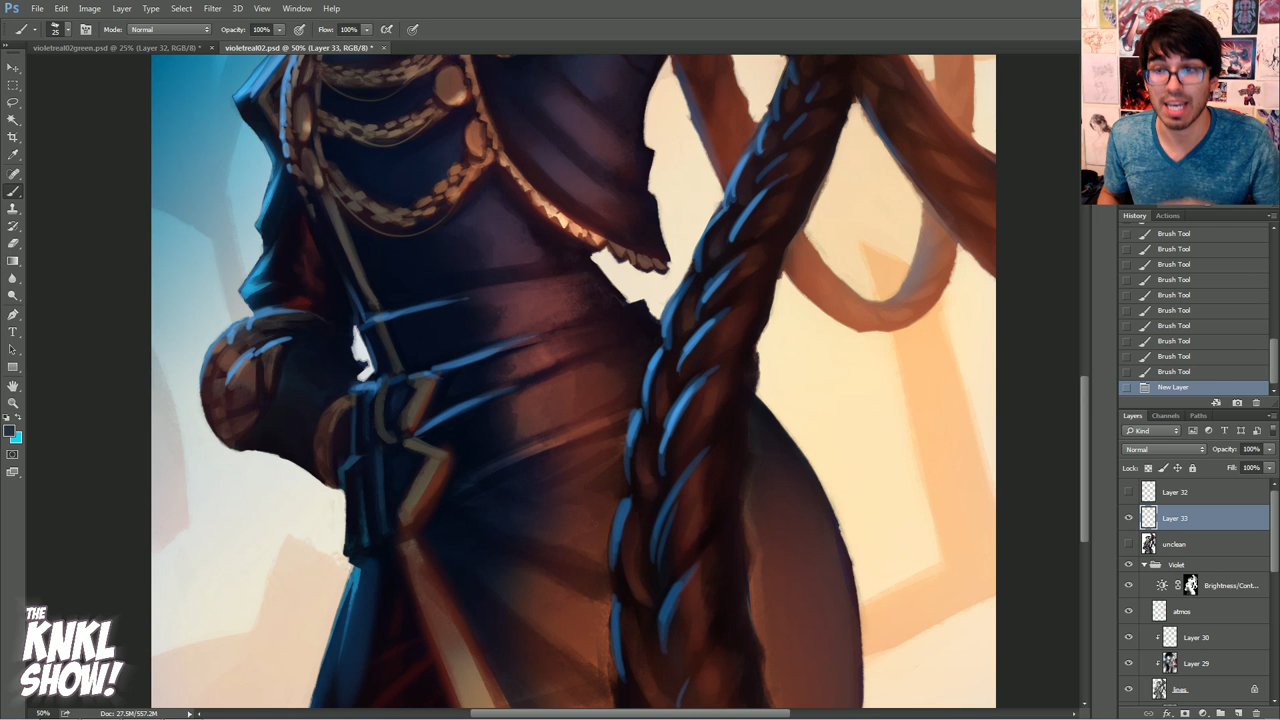 Ps File Edit Image Layer Type Select Filter 3D View Window Help
25 Mode: Normal Opacity: 100% Flow: 100%
violetreal02green.psd @ 25% (Layer 32, RGB/8) * × violetreal02.psd @ 50% (Layer 33, RGB/8) * ×
History Actions
Brush Tool
Brush Tool
Brush Tool
Brush Tool
Brush Tool
Brush Tool
Brush Tool
Brush Tool
Brush Tool
Brush Tool
New Layer
Layers Channels Paths
Kind
Normal Opacity: 100%
Lock: Fill: 100%
Layer 32
Layer 33
unclean
Violet
Brightness/Cont...
atmos
Layer 30
Layer 29
lines
THE
KNKL
SHOW!
50% Doc: 27.5M/557.2M